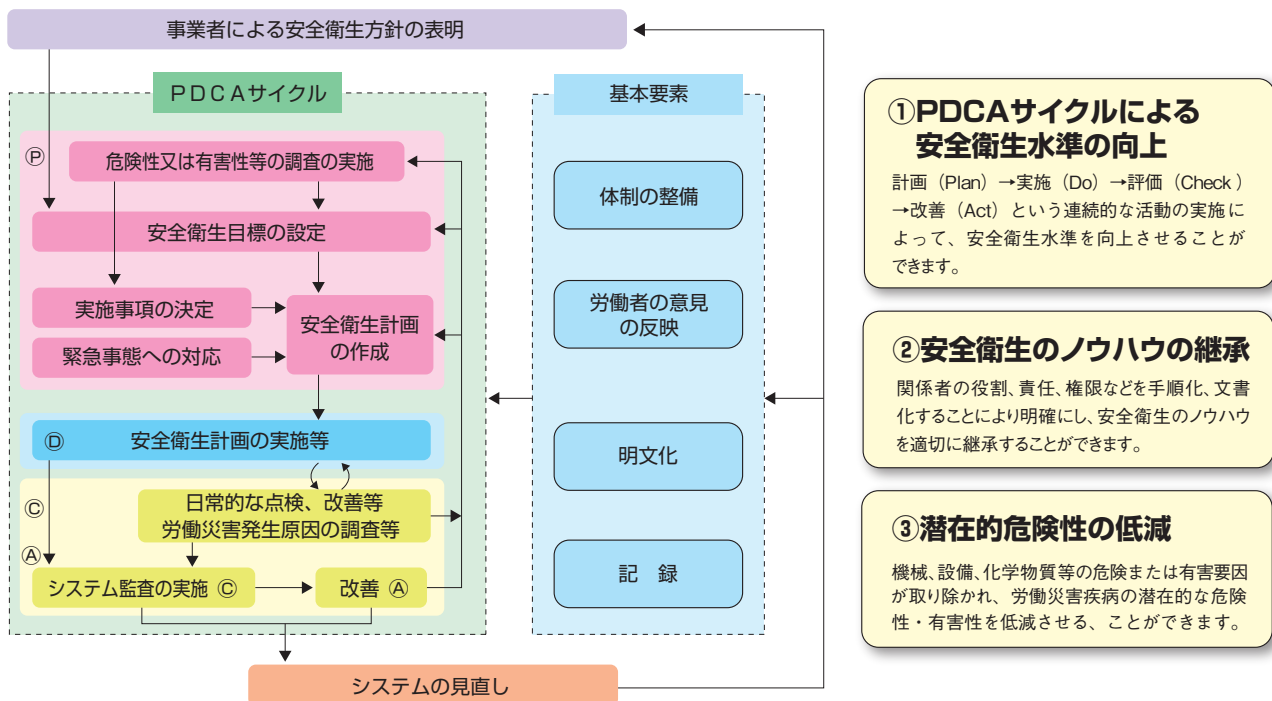 事業者による安全衛生方針の表明
PDCAサイクル
Ⓟ
危険性又は有害性等の調査の実施
安全衛生目標の設定
実施事項の決定
緊急事態への対応
安全衛生計画
の作成
Ⓓ
安全衛生計画の実施等
Ⓒ
日常的な点検、改善等
労働災害発生原因の調査等
Ⓐ
システム監査の実施 Ⓒ
改善 Ⓐ
システムの見直し
基本要素
体制の整備
労働者の意見
の反映
明文化
記　録
①PDCAサイクルによる
安全衛生水準の向上
計画（Plan）→実施（Do）→評価（Check）
→改善（Act）という連続的な活動の実施に
よって、安全衛生水準を向上させることが
できます。
②安全衛生のノウハウの継承
関係者の役割、責任、権限などを手順化、文書
化することにより明確にし、安全衛生のノウハウ
を適切に継承することができます。
③潜在的危険性の低減
機械、設備、化学物質等の危険または有害要因
が取り除かれ、労働災害疾病の潜在的な危険
性・有害性を低減させる、ことができます。